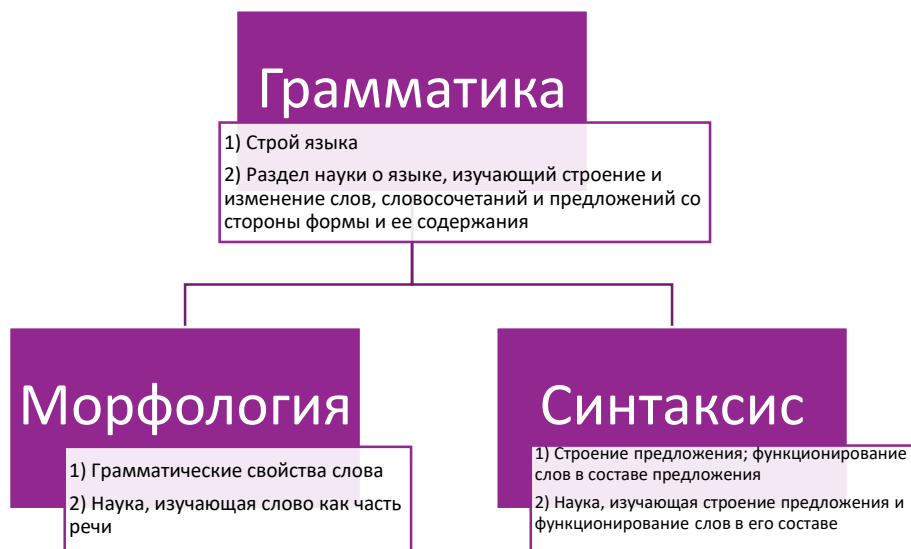 Грамматика
1) Строй языка
2) Раздел науки о языке, изучающий строение и
изменение слов, словосочетаний и предложений со
стороны формы и ее содержания
Морфология
1) Грамматические свойства слова
2) Наука, изучающая слово как часть
речи
Синтаксис
1) Строение предложения; функционирование
слов в составе предложения
2) Наука, изучающая строение предложения и
функционирование слов в его составе